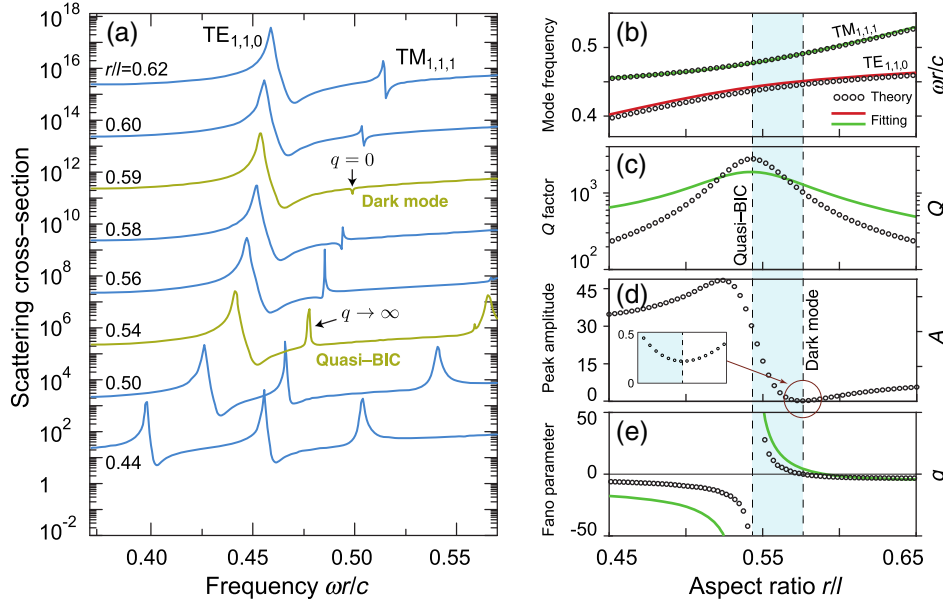 (a)
TE1,1,0
TM1,1,1
r/l=0.62
0.60
0.59
0.58
0.56
0.54
0.50
0.44
q = 0
Dark mode
q → ∞
Quasi–BIC
Scattering cross–section
10^18
10^16
10^14
10^12
10^10
10^8
10^6
10^4
10^2
1
10^-2
0.40
0.45
0.50
0.55
Frequency ωr/c
(b)
TM1,1,1
TE1,1,0
Theory
Fitting
Mode frequency
0.5
0.4
ωr/c
(c)
Q factor
10^3
10^2
Quasi–BIC
Q
(d)
Peak amplitude
45
30
15
0
0.5
0
Dark mode
A
(e)
Fano parameter
50
0
-50
50
0
-50
q
0.45
0.55
0.65
Aspect ratio r/l